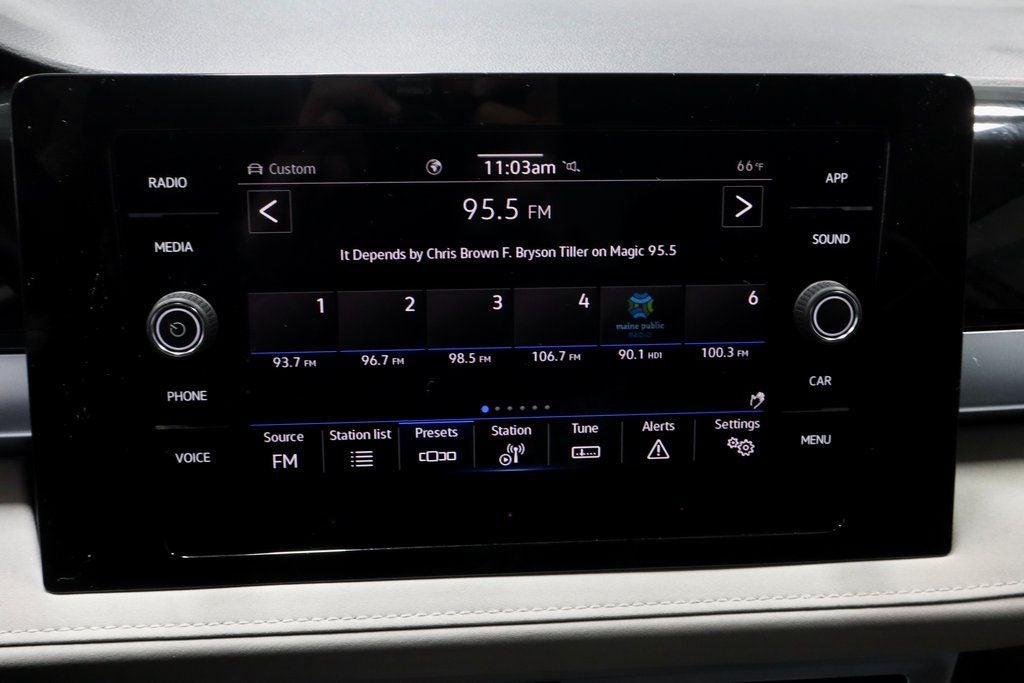 RADIO
MEDIA
PHONE
VOICE
Custom
11:03am
66°F
95.5 FM
It Depends by Chris Brown F. Bryson Tiller on Magic 95.5
1 2 3 4 6
maine public
RADIO
93.7 FM 96.7 FM 98.5 FM 106.7 FM 90.1 HD1 100.3 FM
Source Station list Presets Station Tune Alerts Settings
FM
APP
SOUND
CAR
MENU